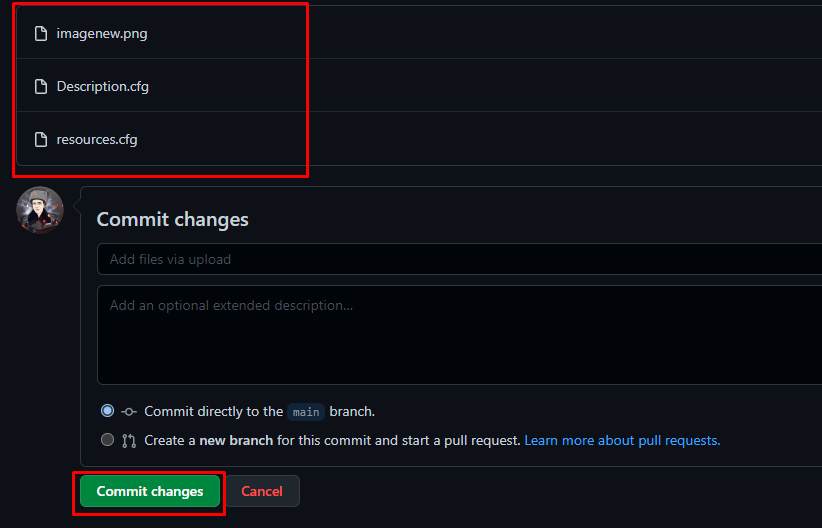 imagenew.png
Description.cfg
resources.cfg
Commit changes
Add files via upload
Add an optional extended description...
Commit directly to the main branch.
Create a new branch for this commit and start a pull request. Learn more about pull requests.
Commit changes Cancel